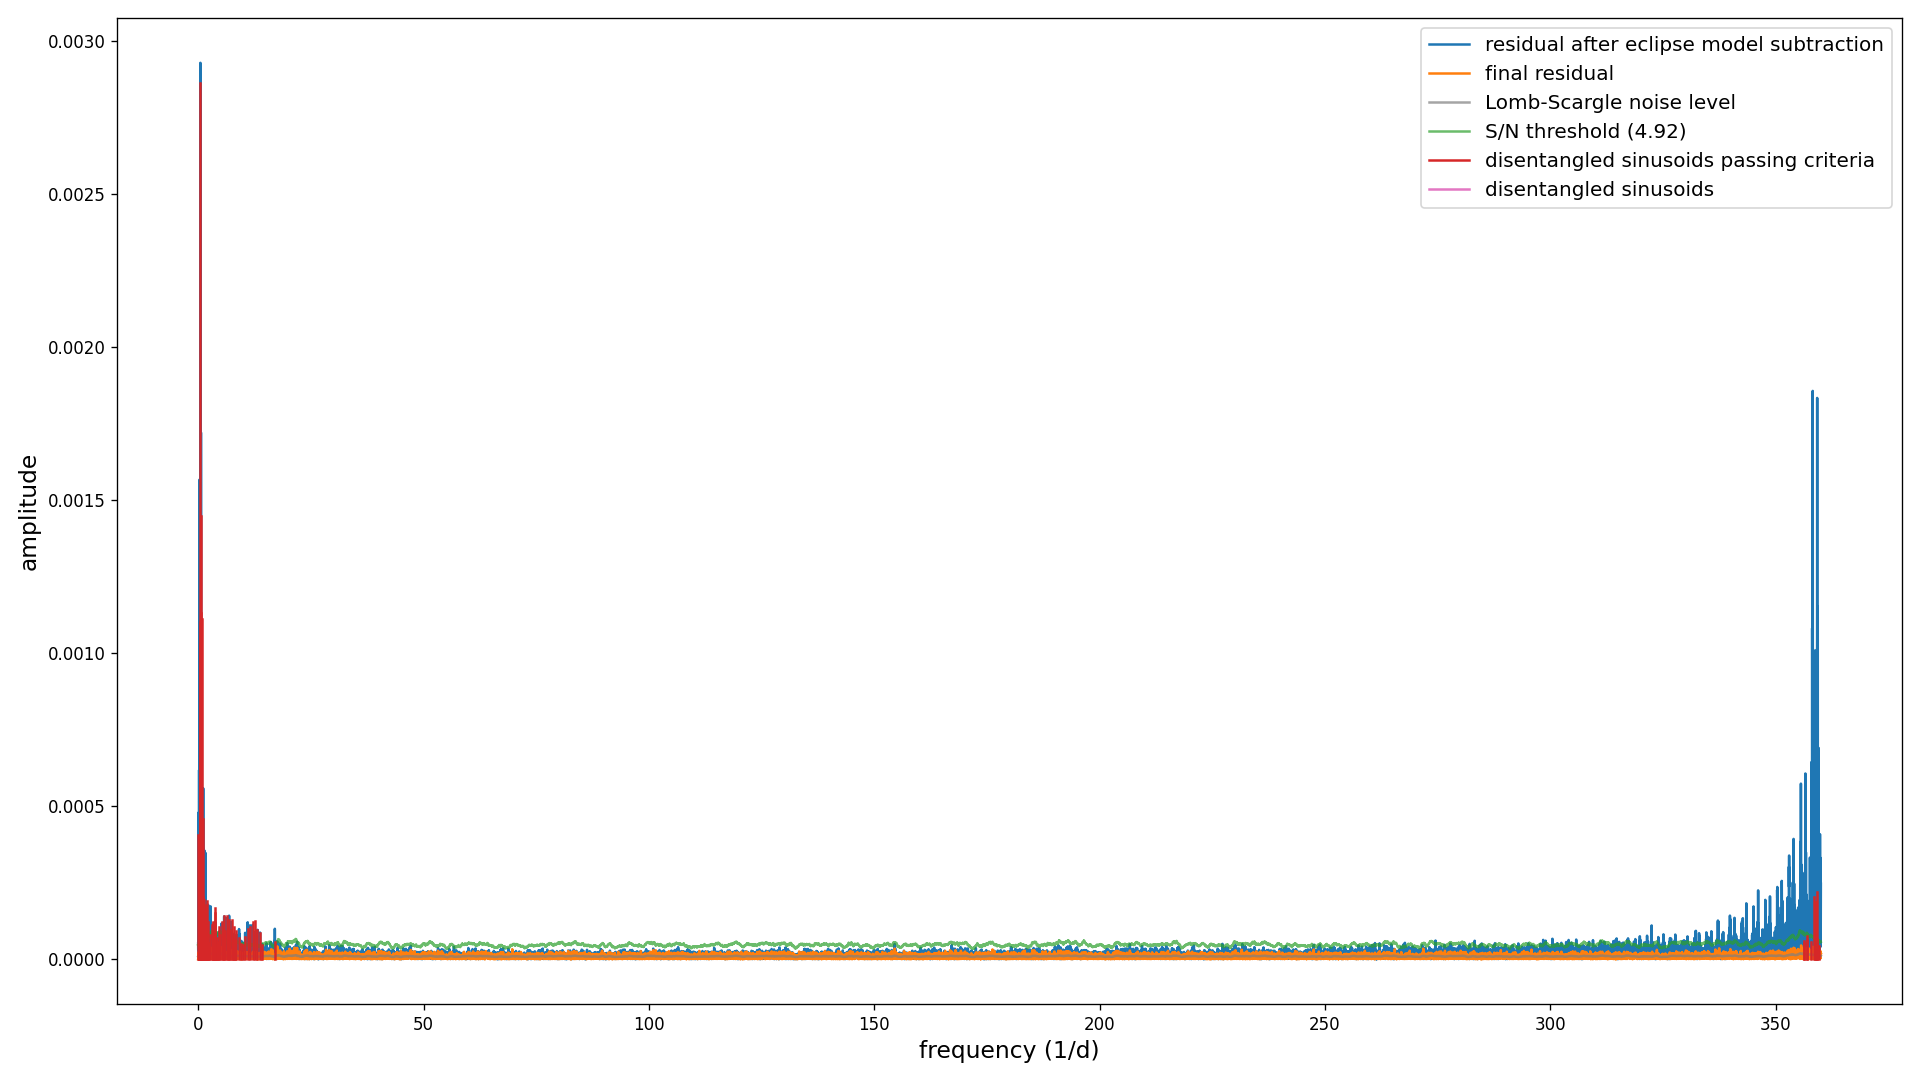 residual after eclipse model subtraction
final residual
Lomb-Scargle noise level
S/N threshold (4.92)
disentangled sinusoids passing criteria
disentangled sinusoids
amplitude
0.0030
0.0025
0.0020
0.0015
0.0010
0.0005
0.0000
0 50 100 150 200 250 300 350
frequency (1/d)